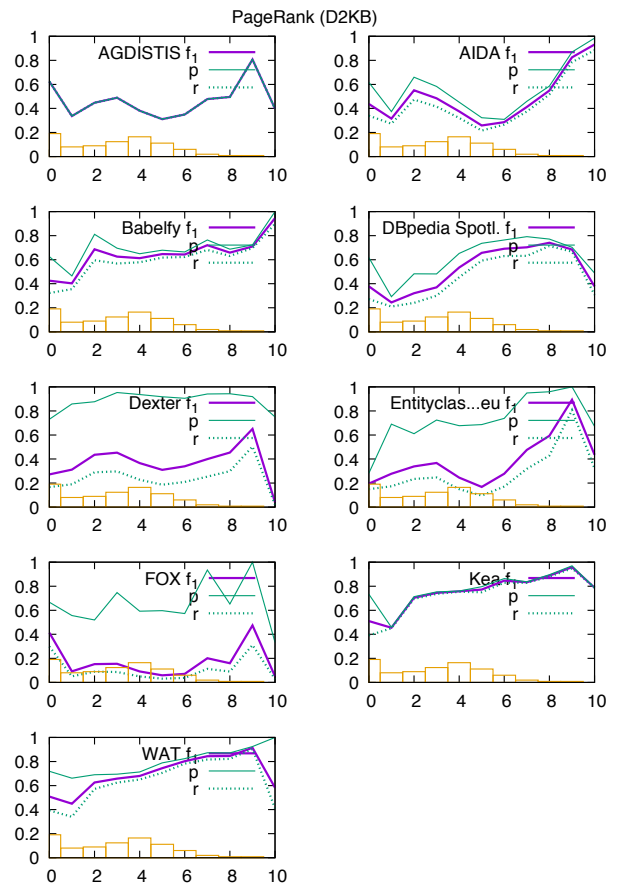 PageRank (D2KB)
AGDISTIS f1
p
r
1
0.8
0.6
0.4
0.2
0
0 2 4 6 8 10
AIDA f1
p
r
1
0.8
0.6
0.4
0.2
0
0 2 4 6 8 10
Babelfy f1
p
r
1
0.8
0.6
0.4
0.2
0
0 2 4 6 8 10
DBpedia Spotl. f1
p
r
1
0.8
0.6
0.4
0.2
0
0 2 4 6 8 10
Dexter f1
p
r
1
0.8
0.6
0.4
0.2
0
0 2 4 6 8 10
Entityclas...eu f1
p
r
1
0.8
0.6
0.4
0.2
0
0 2 4 6 8 10
FOX f1
p
r
1
0.8
0.6
0.4
0.2
0
0 2 4 6 8 10
Kea f1
p
r
1
0.8
0.6
0.4
0.2
0
0 2 4 6 8 10
WAT f1
p
r
1
0.8
0.6
0.4
0.2
0
0 2 4 6 8 10